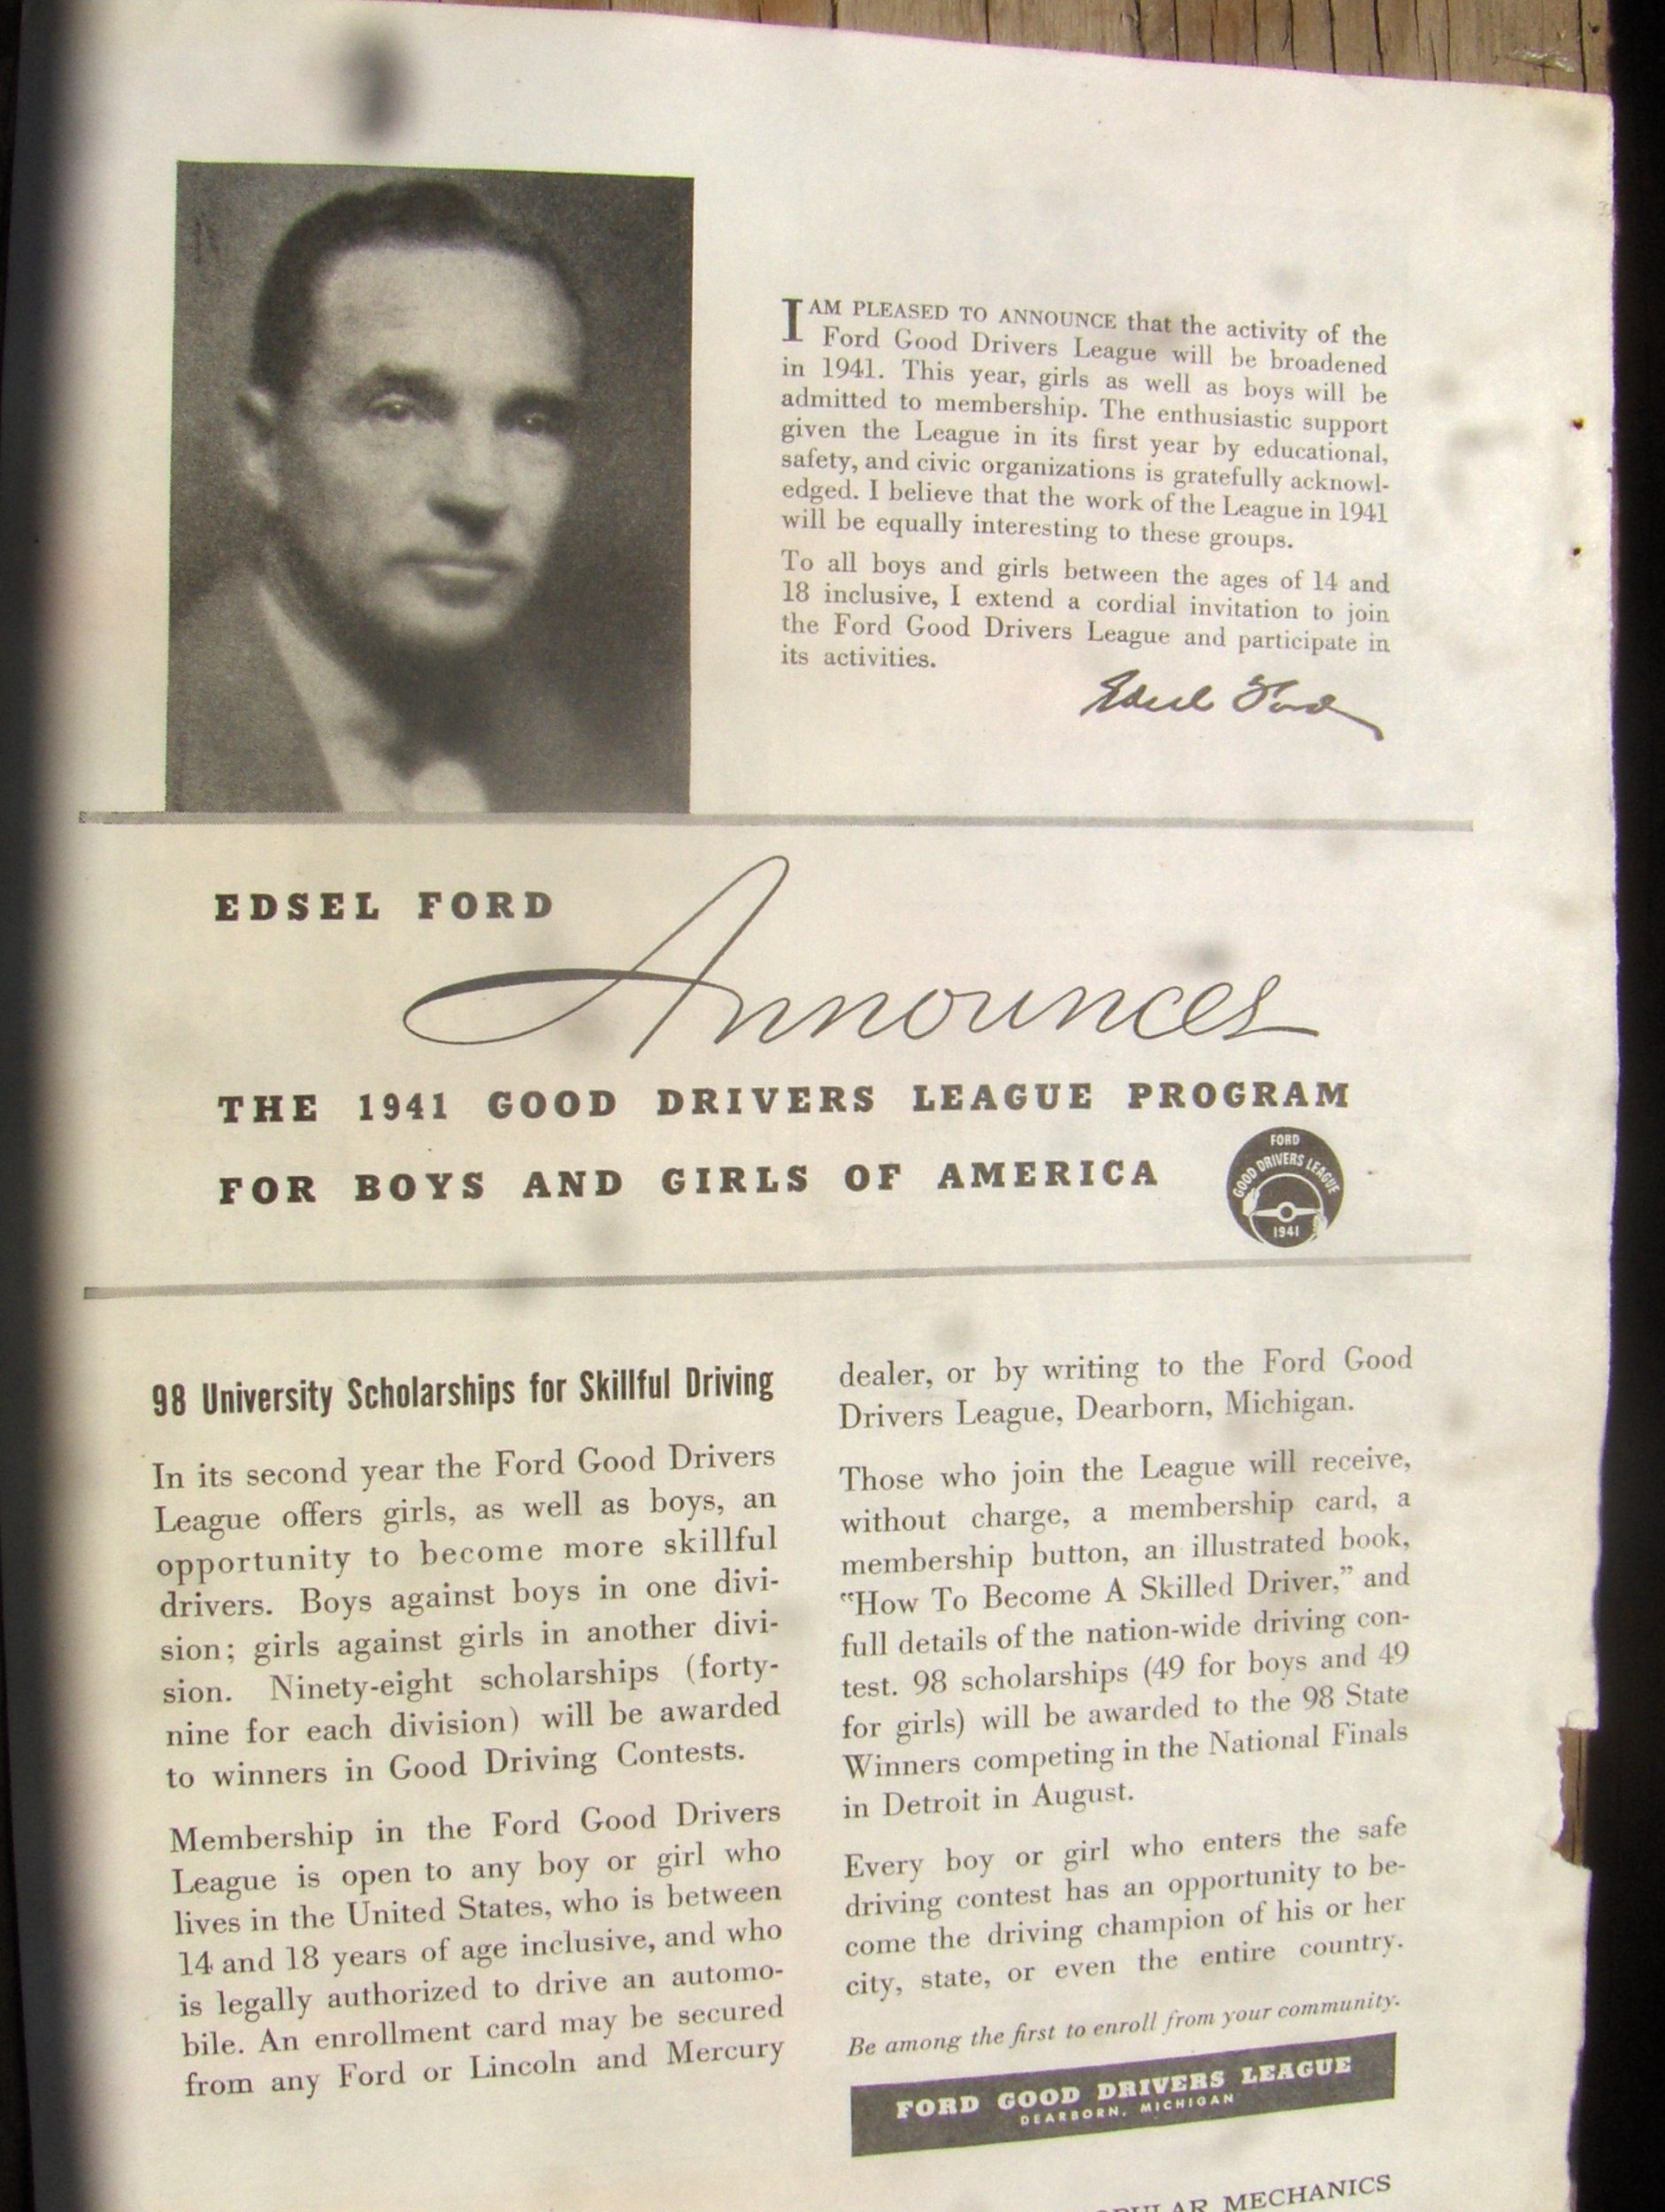 I AM PLEASED TO ANNOUNCE that the activity of the
Ford Good Drivers League will be broadened
in 1941. This year, girls as well as boys will be
admitted to membership. The enthusiastic support
given the League in its first year by educational,
safety, and civic organizations is gratefully acknowl-
edged. I believe that the work of the League in 1941
will be equally interesting to these groups.
To all boys and girls between the ages of 14 and
18 inclusive, I extend a cordial invitation to join
the Ford Good Drivers League and participate in
its activities.
Edsel Ford
EDSEL FORD
Announces
THE 1941 GOOD DRIVERS LEAGUE PROGRAM
FOR BOYS AND GIRLS OF AMERICA
FORD
GOOD DRIVERS LEAGUE
1941
98 University Scholarships for Skillful Driving
In its second year the Ford Good Drivers
League offers girls, as well as boys, an
opportunity to become more skillful
drivers. Boys against boys in one divi-
sion; girls against girls in another divi-
sion. Ninety-eight scholarships (forty-
nine for each division) will be awarded
to winners in Good Driving Contests.
Membership in the Ford Good Drivers
League is open to any boy or girl who
lives in the United States, who is between
14 and 18 years of age inclusive, and who
is legally authorized to drive an automo-
bile. An enrollment card may be secured
from any Ford or Lincoln and Mercury
dealer, or by writing to the Ford Good
Drivers League, Dearborn, Michigan.
Those who join the League will receive,
without charge, a membership card, a
membership button, an illustrated book,
"How To Become A Skilled Driver," and
full details of the nation-wide driving con-
test. 98 scholarships (49 for boys and 49
for girls) will be awarded to the 98 State
Winners competing in the National Finals
in Detroit in August.
Every boy or girl who enters the safe
driving contest has an opportunity to be-
come the driving champion of his or her
city, state, or even the entire country.
Be among the first to enroll from your community.
FORD GOOD DRIVERS LEAGUE
DEARBORN, MICHIGAN
MECHANICS